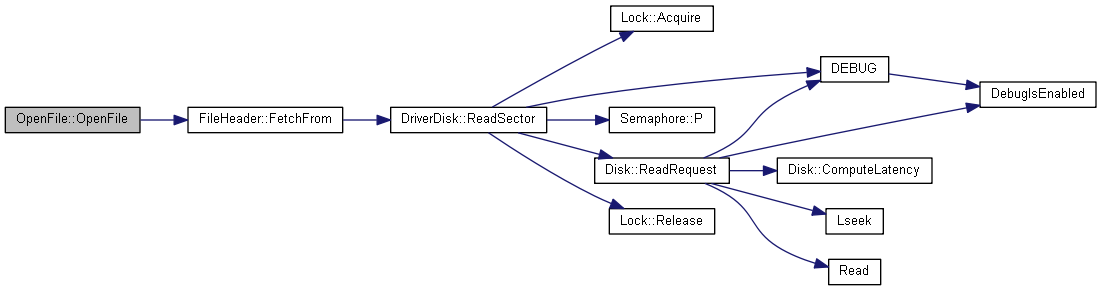 OpenFile::OpenFile
FileHeader::FetchFrom
DriverDisk::ReadSector
Lock::Acquire
DEBUG
DebugIsEnabled
Semaphore::P
Disk::ReadRequest
Disk::ComputeLatency
Lock::Release
Lseek
Read